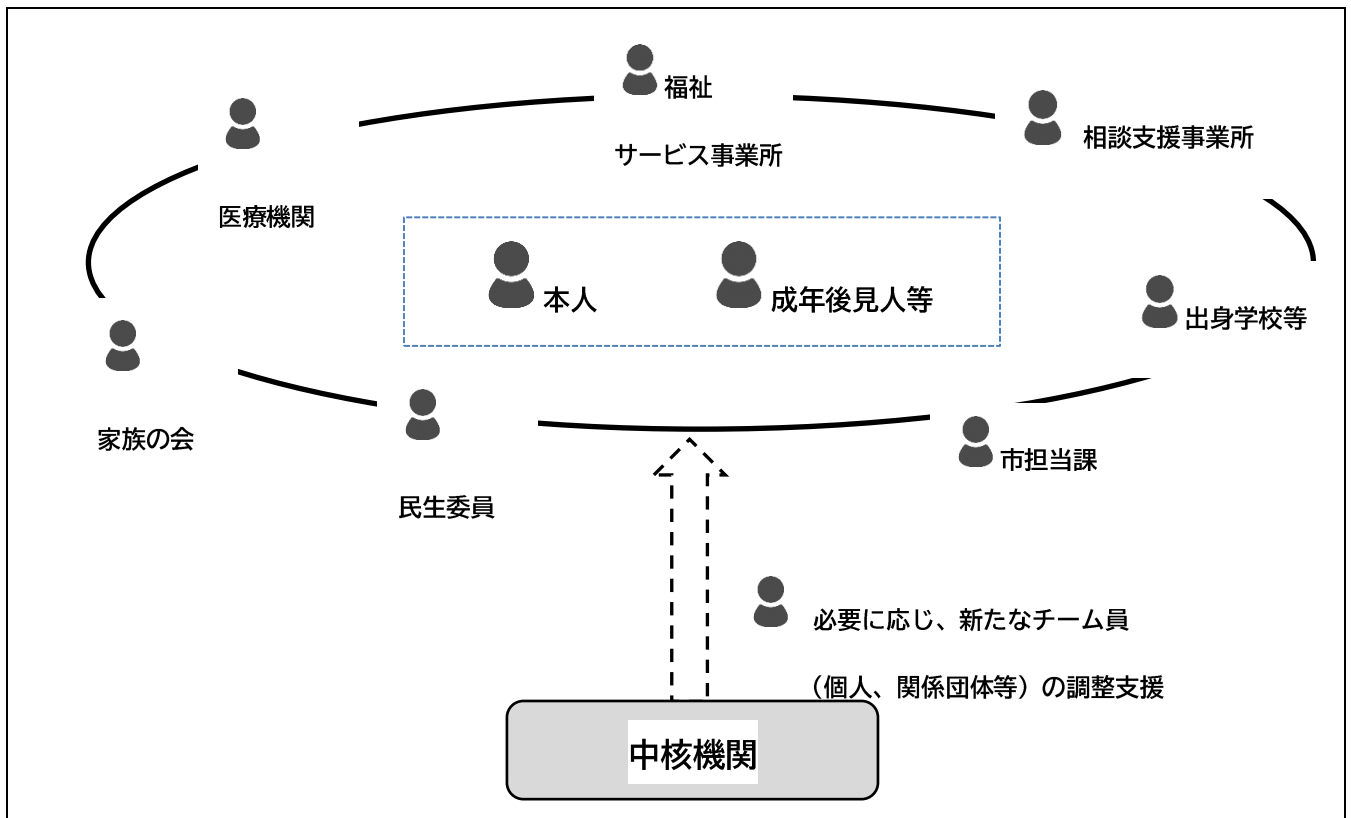 福祉
サービス事業所
相談支援事業所
医療機関
本人
成年後見人等
出身学校等
家族の会
市担当課
民生委員
必要に応じ、新たなチーム員
（個人、関係団体等）の調整支援
中核機関